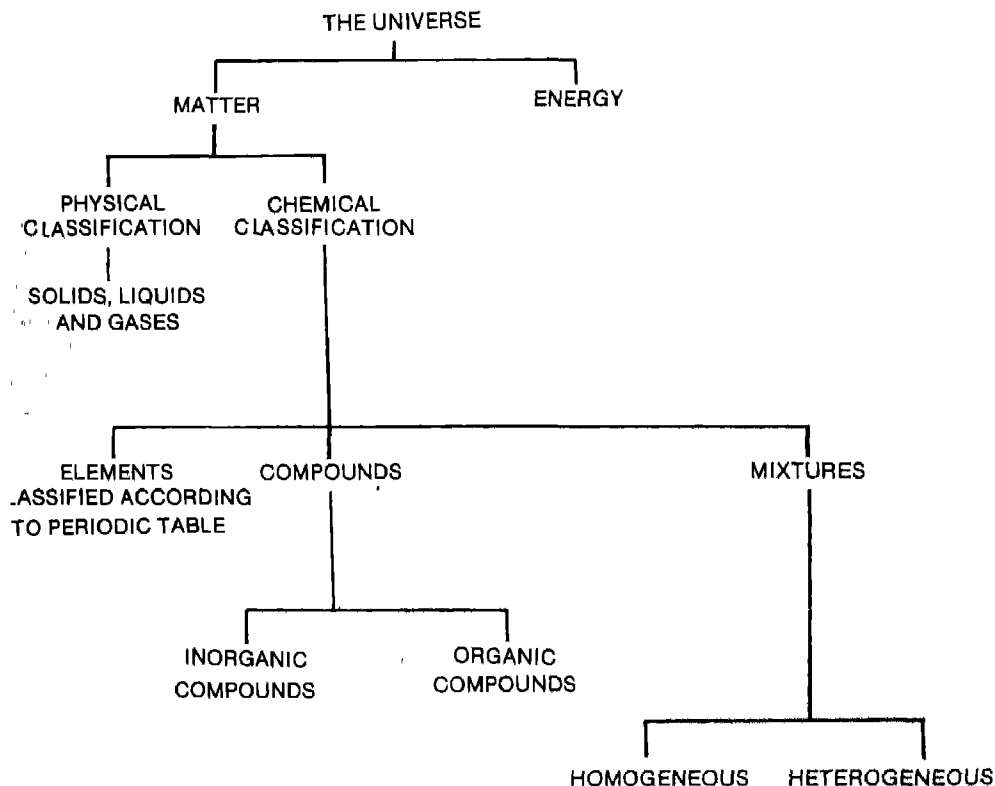 THE UNIVERSE
MATTER
ENERGY
PHYSICAL
CLASSIFICATION
CHEMICAL
CLASSIFICATION
SOLIDS, LIQUIDS
AND GASES
ELEMENTS
LASSIFIED ACCORDING
TO PERIODIC TABLE
COMPOUNDS
MIXTURES
INORGANIC
COMPOUNDS
ORGANIC
COMPOUNDS
HOMOGENEOUS
HETEROGENEOUS